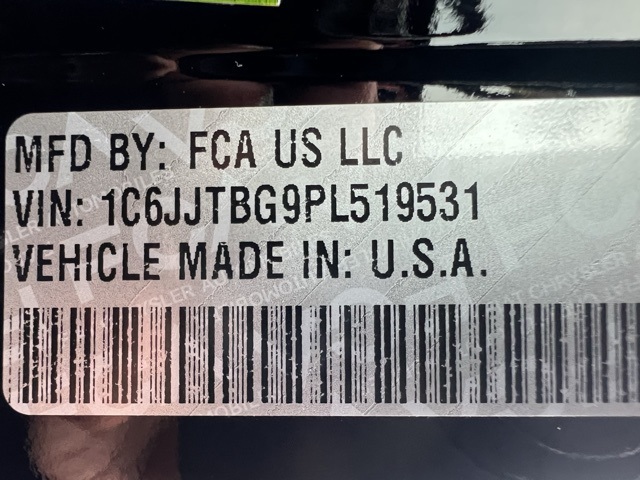 MFD BY: FCA US LLC
VIN: 1C6JJTBG9PL519531
VEHICLE MADE IN: U.S.A.